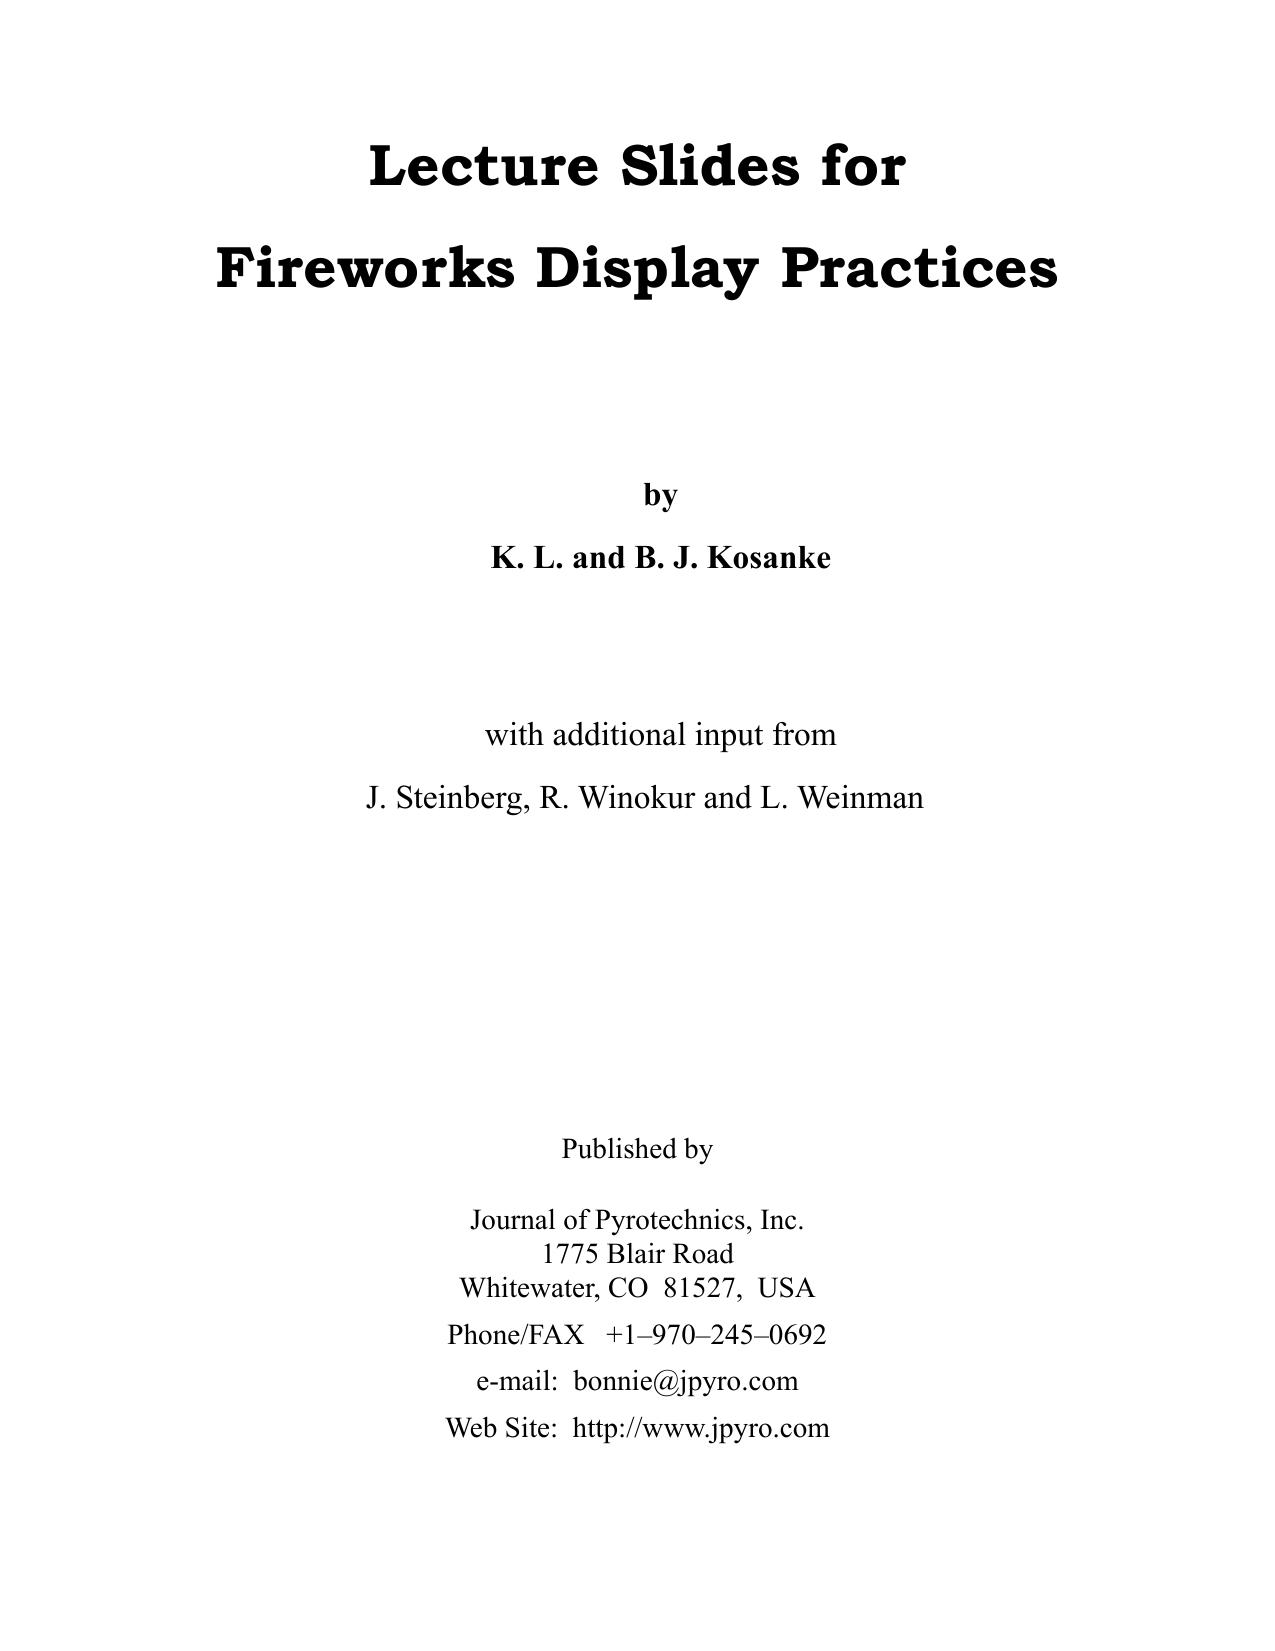 Lecture Slides for
Fireworks Display Practices
by
K. L. and B. J. Kosanke
with additional input from
J. Steinberg, R. Winokur and L. Weinman
Published by
Journal of Pyrotechnics, Inc.
1775 Blair Road
Whitewater, CO 81527, USA
Phone/FAX +1–970–245–0692
e-mail: bonnie@jpyro.com
Web Site: http://www.jpyro.com